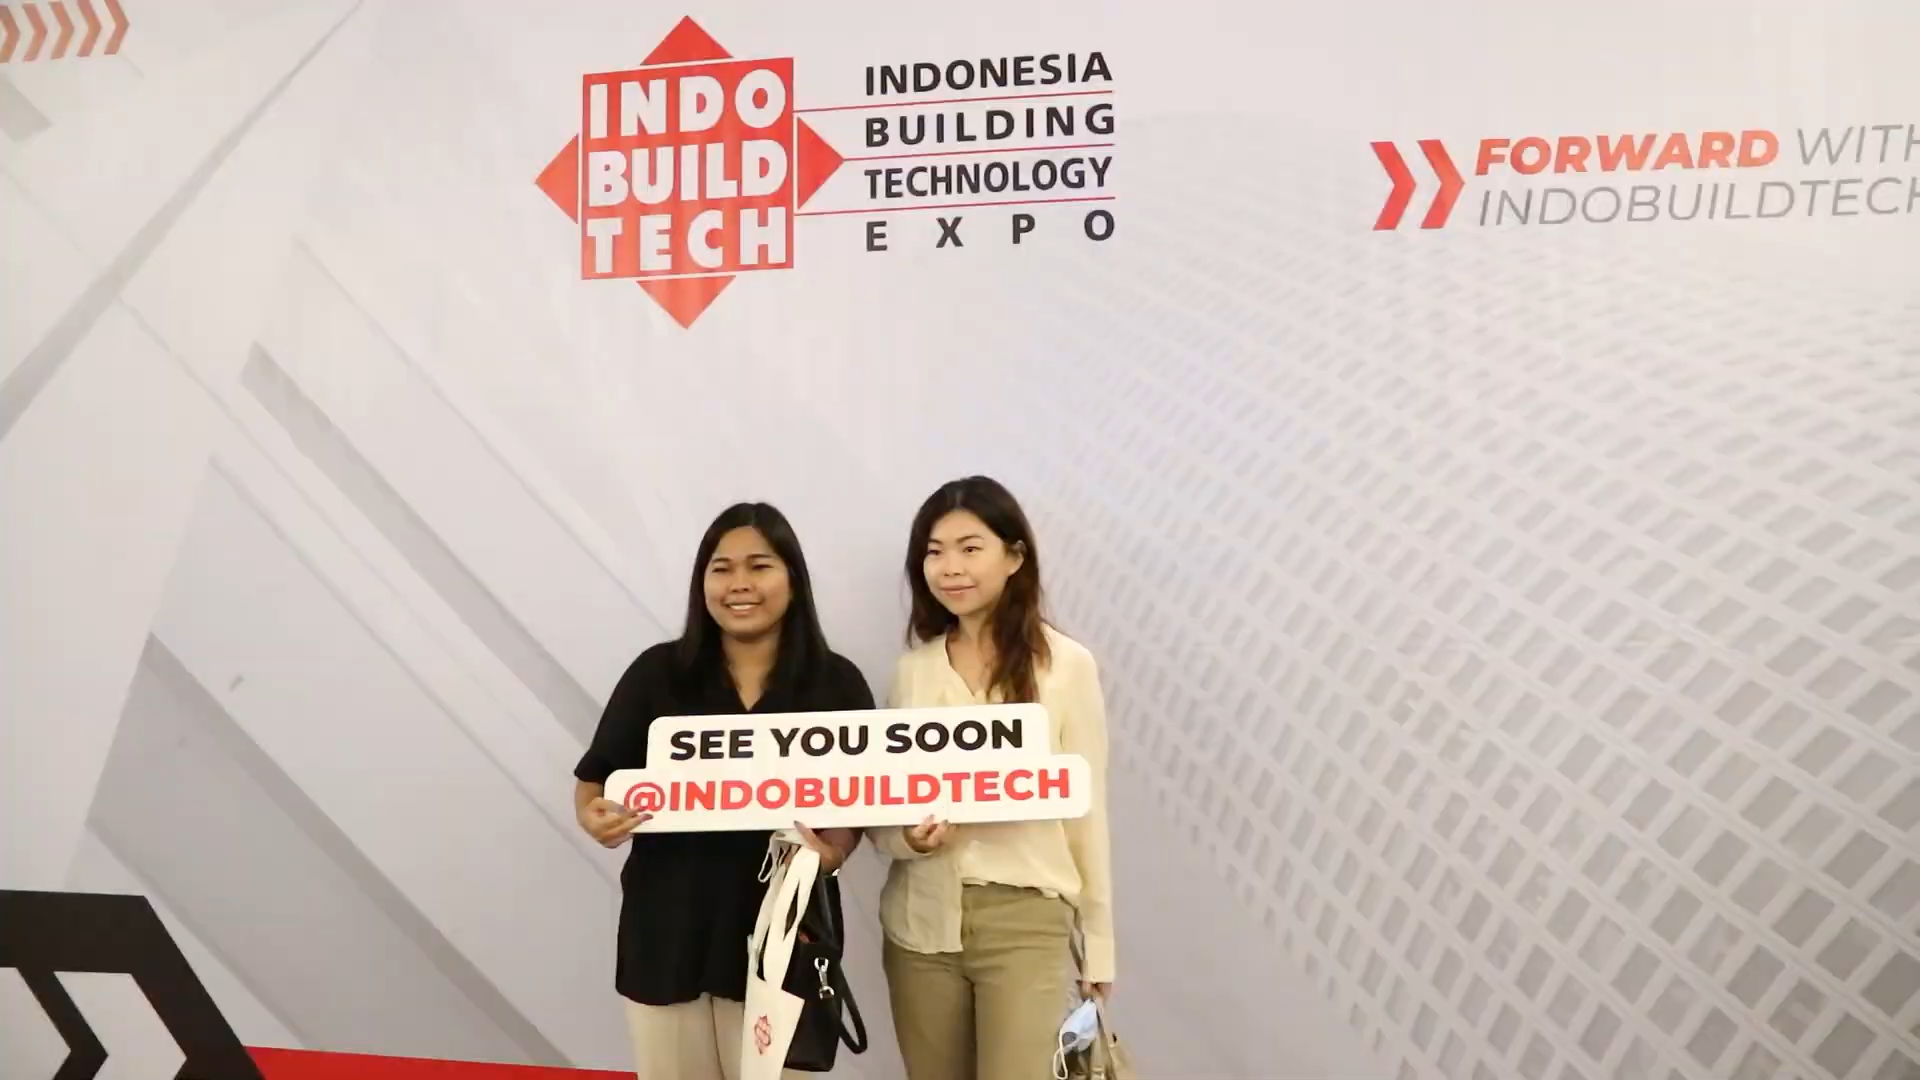 INDO
BUILD
TECH
INDONESIA
BUILDING
TECHNOLOGY
EXPO
FORWARD WITH
INDOBUILDTECH
SEE YOU SOON
@INDOBUILDTECH